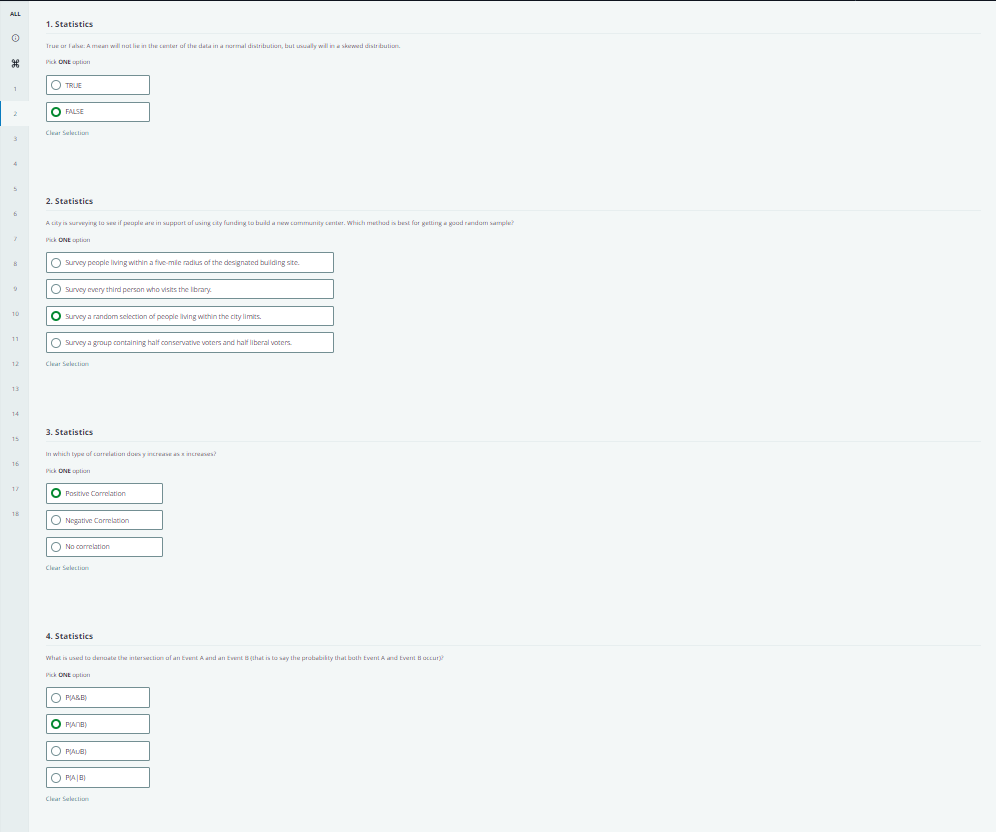 ALL
1
2
3
4
5
6
7
8
9
10
11
12
13
14
15
16
17
18
1. Statistics
True or False: A mean will not lie in the center of the data in a normal distribution, but usually will in a skewed distribution.
Pick ONE option
TRUE
FALSE
Clear Selection
2. Statistics
A city is surveying to see if people are in support of using city funding to build a new community center. Which method is best for getting a good random sample?
Pick ONE option
Survey people living within a five-mile radius of the designated building site.
Survey every third person who visits the library.
Survey a random selection of people living within the city limits.
Survey a group containing half conservative voters and half liberal voters.
Clear Selection
3. Statistics
In which type of correlation does y increase as x increases?
Pick ONE option
Positive Correlation
Negative Correlation
No correlation
Clear Selection
4. Statistics
What is used to denoate the intersection of an Event A and an Event B (that is to say the probability that both Event A and Event B occur)?
Pick ONE option
P(A&B)
P(A∩B)
P(A∪B)
P(A|B)
Clear Selection